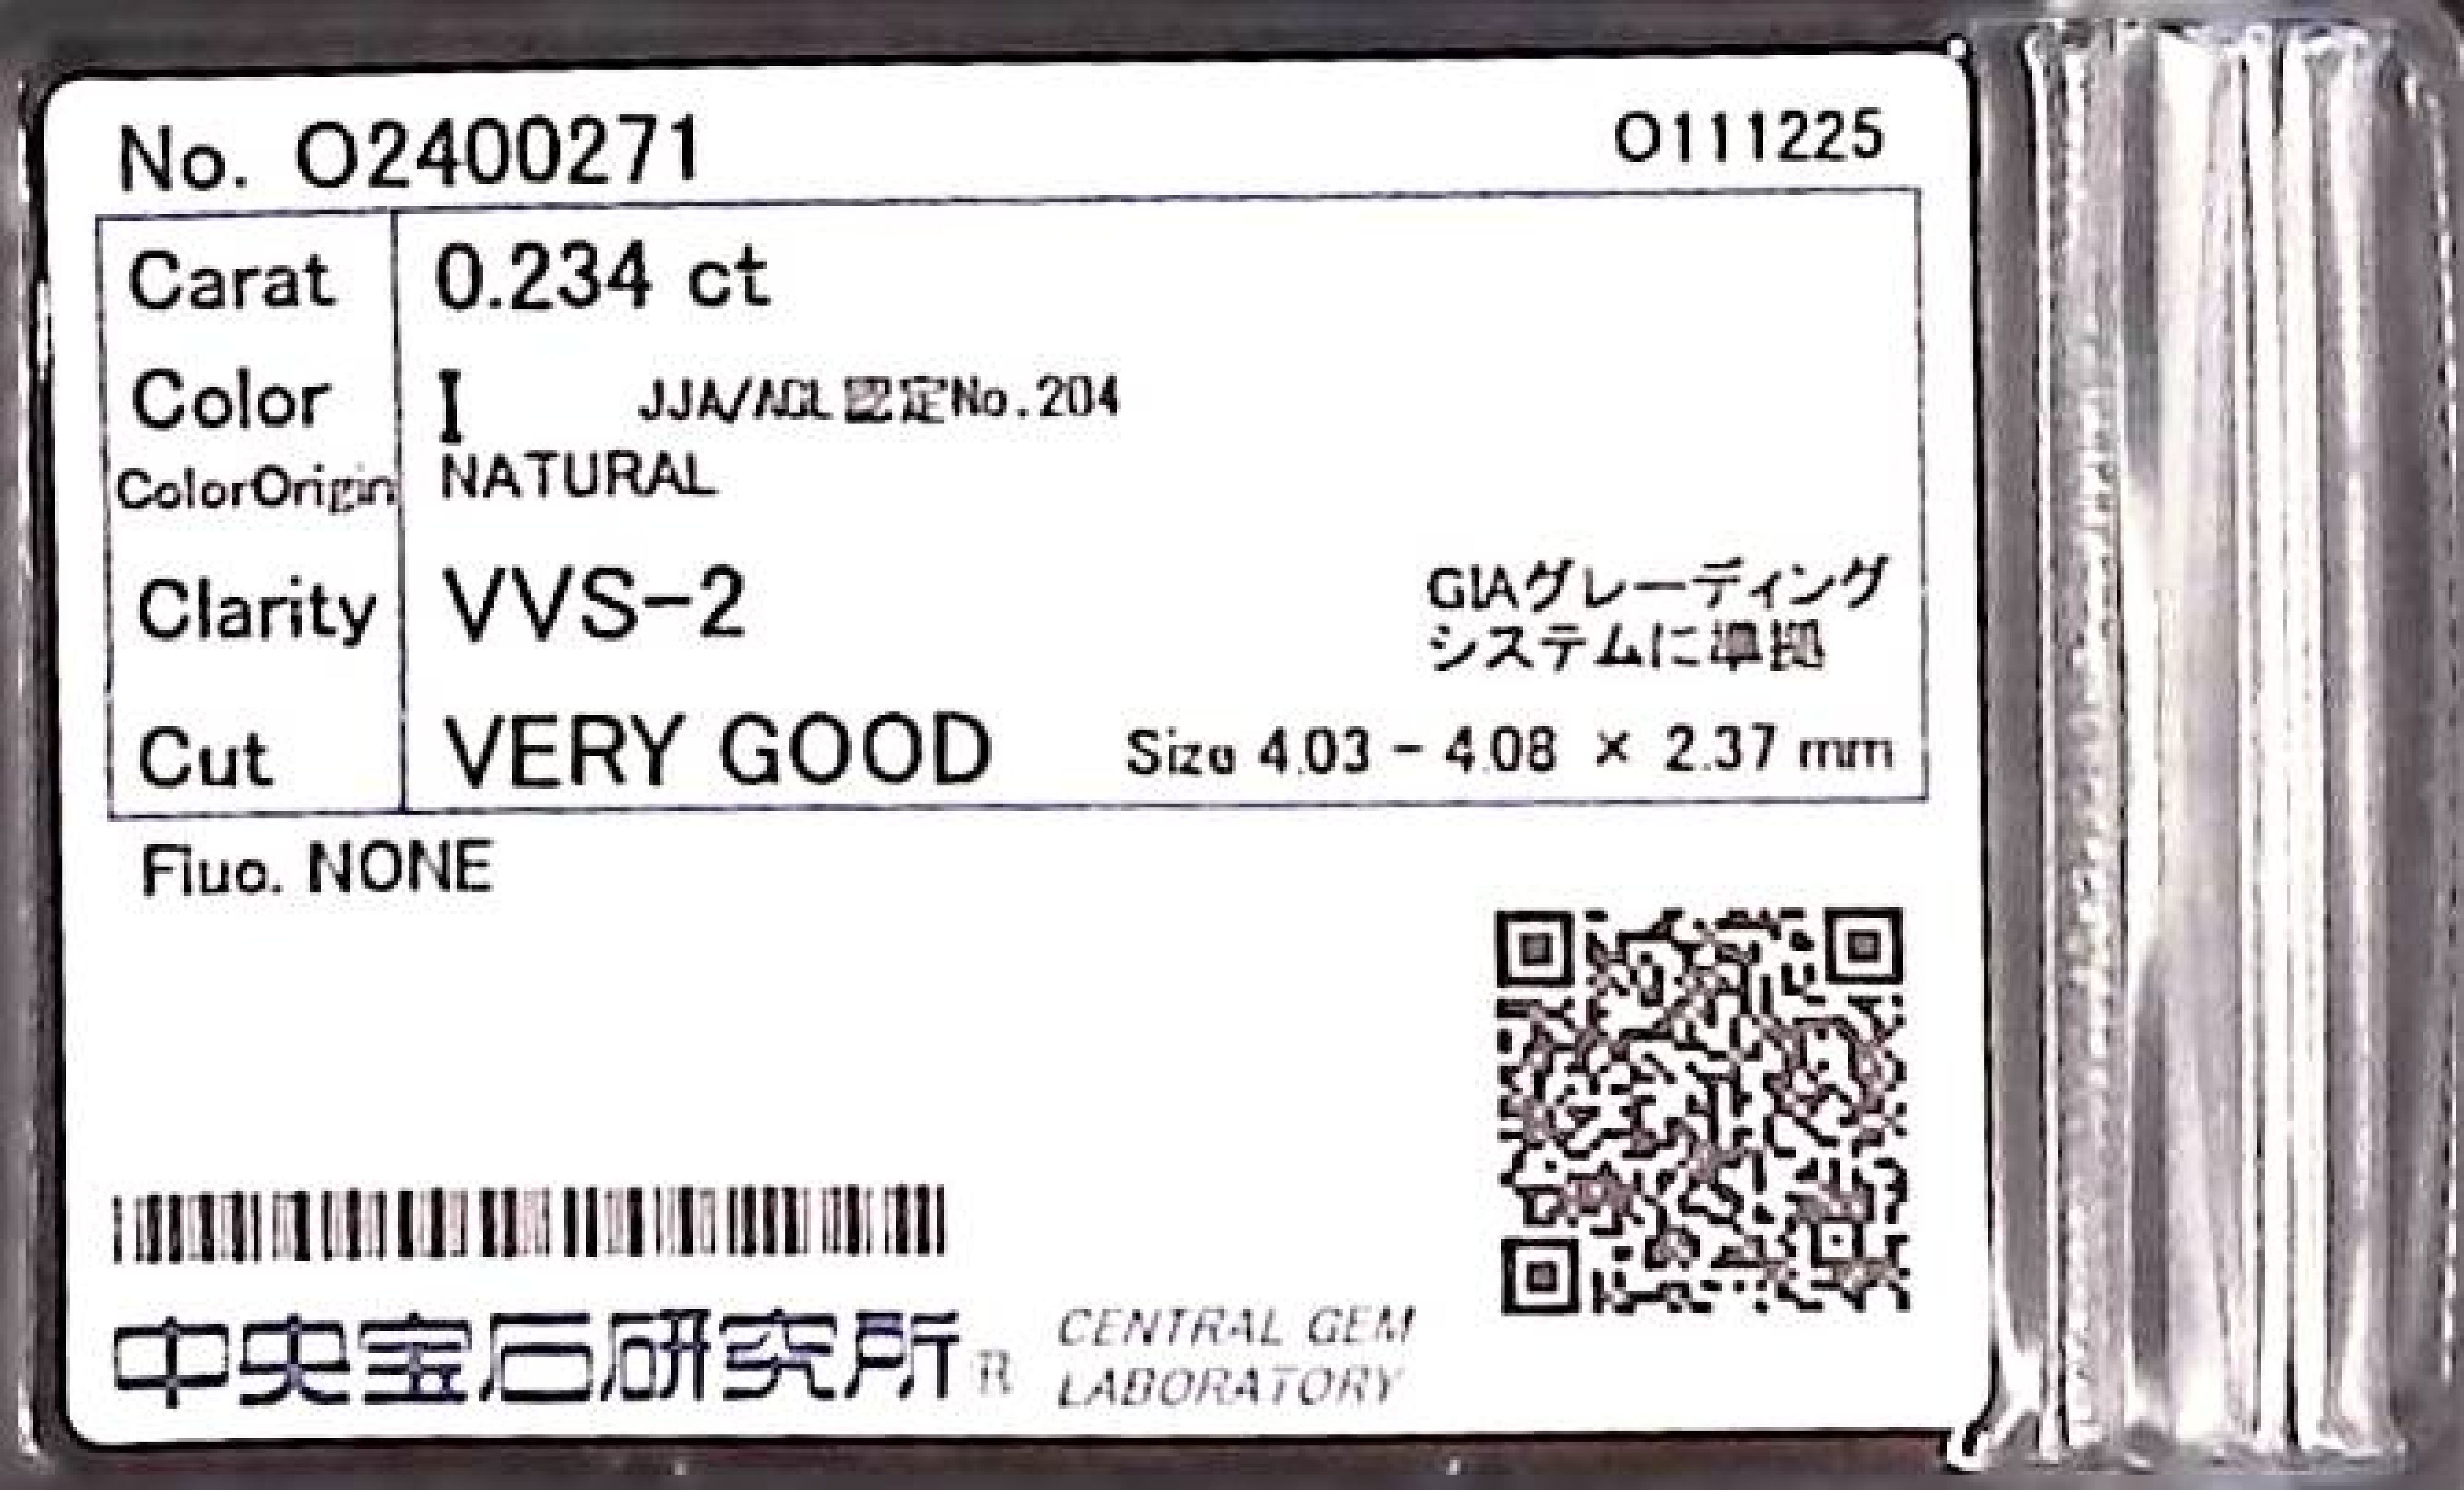 No. O2400271
O111225
Carat 0.234 ct
Color I JJA/AGL認定No.204
ColorOrigin NATURAL
Clarity VVS-2
GIAグレーディング
システムに準拠
Cut VERY GOOD Size 4.03 - 4.08 × 2.37 mm
Fluo. NONE
中央宝石研究所® CENTRAL GEM
LABORATORY